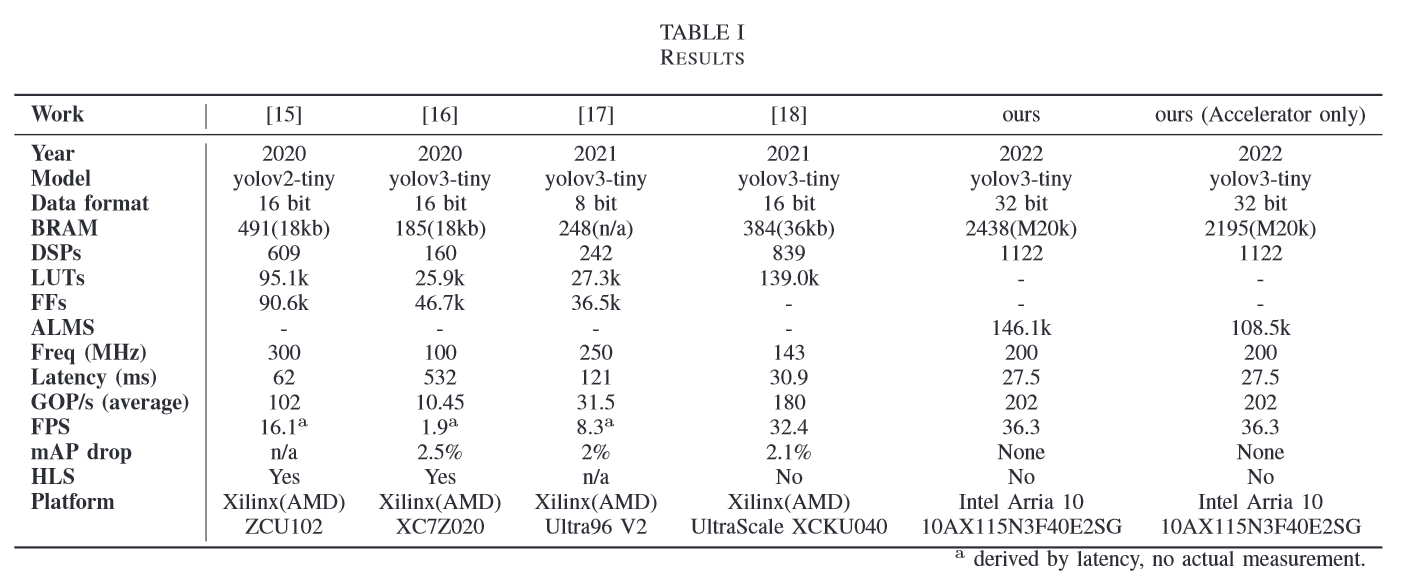 TABLE I
RESULTS
Work [15] [16] [17] [18] ours ours (Accelerator only)
Year 2020 2020 2021 2021 2022 2022
Model yolov2-tiny yolov3-tiny yolov3-tiny yolov3-tiny yolov3-tiny yolov3-tiny
Data format 16 bit 16 bit 8 bit 16 bit 32 bit 32 bit
BRAM 491(18kb) 185(18kb) 248(n/a) 384(36kb) 2438(M20k) 2195(M20k)
DSPs 609 160 242 839 1122 1122
LUTs 95.1k 25.9k 27.3k 139.0k - -
FFs 90.6k 46.7k 36.5k - - -
ALMS - - - - 146.1k 108.5k
Freq (MHz) 300 100 250 143 200 200
Latency (ms) 62 532 121 30.9 27.5 27.5
GOP/s (average) 102 10.45 31.5 180 202 202
FPS 16.1a 1.9a 8.3a 32.4 36.3 36.3
mAP drop n/a 2.5% 2% 2.1% None None
HLS Yes Yes n/a No No No
Platform Xilinx(AMD) Xilinx(AMD) Xilinx(AMD) Xilinx(AMD) Intel Arria 10 Intel Arria 10
ZCU102 XC7Z020 Ultra96 V2 UltraScale XCKU040 10AX115N3F40E2SG 10AX115N3F40E2SG
a derived by latency, no actual measurement.